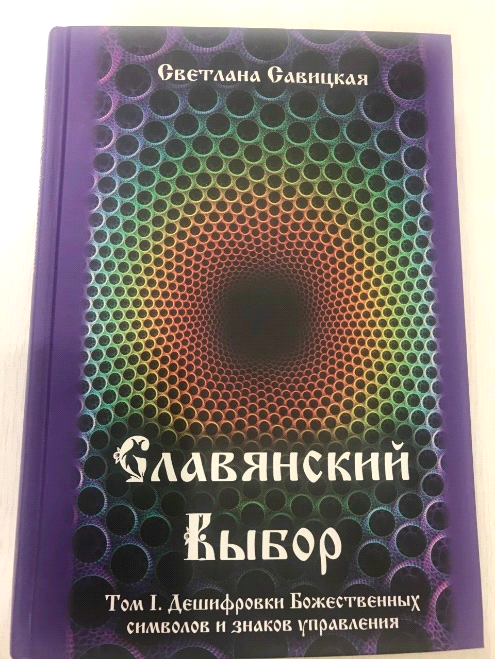 Светлана Савицкая
Славянский
Выбор
Том I. Дешифровки Божественных
символов и знаков управления